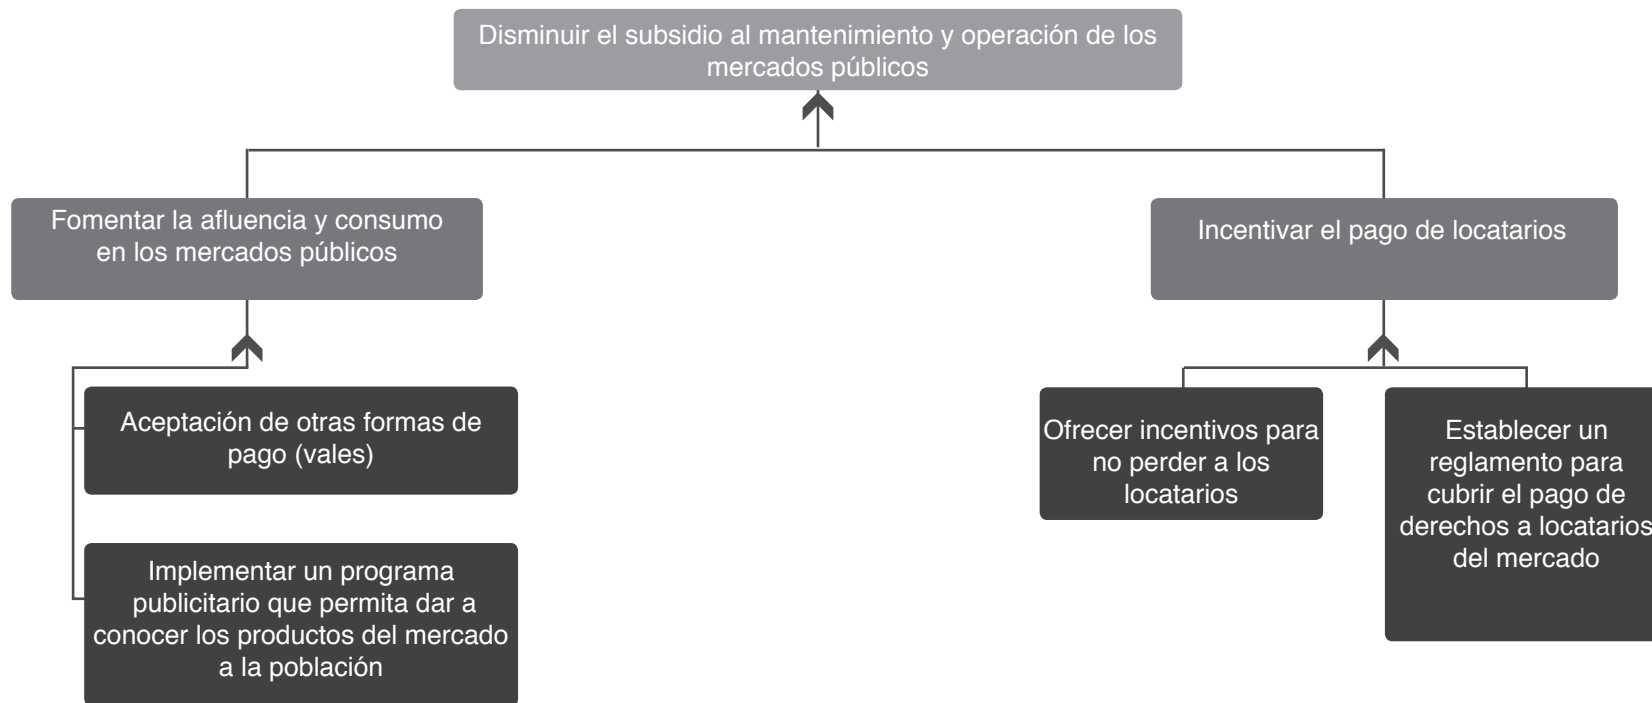 Disminuir el subsidio al mantenimiento y operación de los
mercados públicos
Fomentar la afluencia y consumo
en los mercados públicos
Incentivar el pago de locatarios
Aceptación de otras formas de
pago (vales)
Implementar un programa
publicitario que permita dar a
conocer los productos del mercado
a la población
Ofrecer incentivos para
no perder a los
locatarios
Establecer un
reglamento para
cubrir el pago de
derechos a locatarios
del mercado